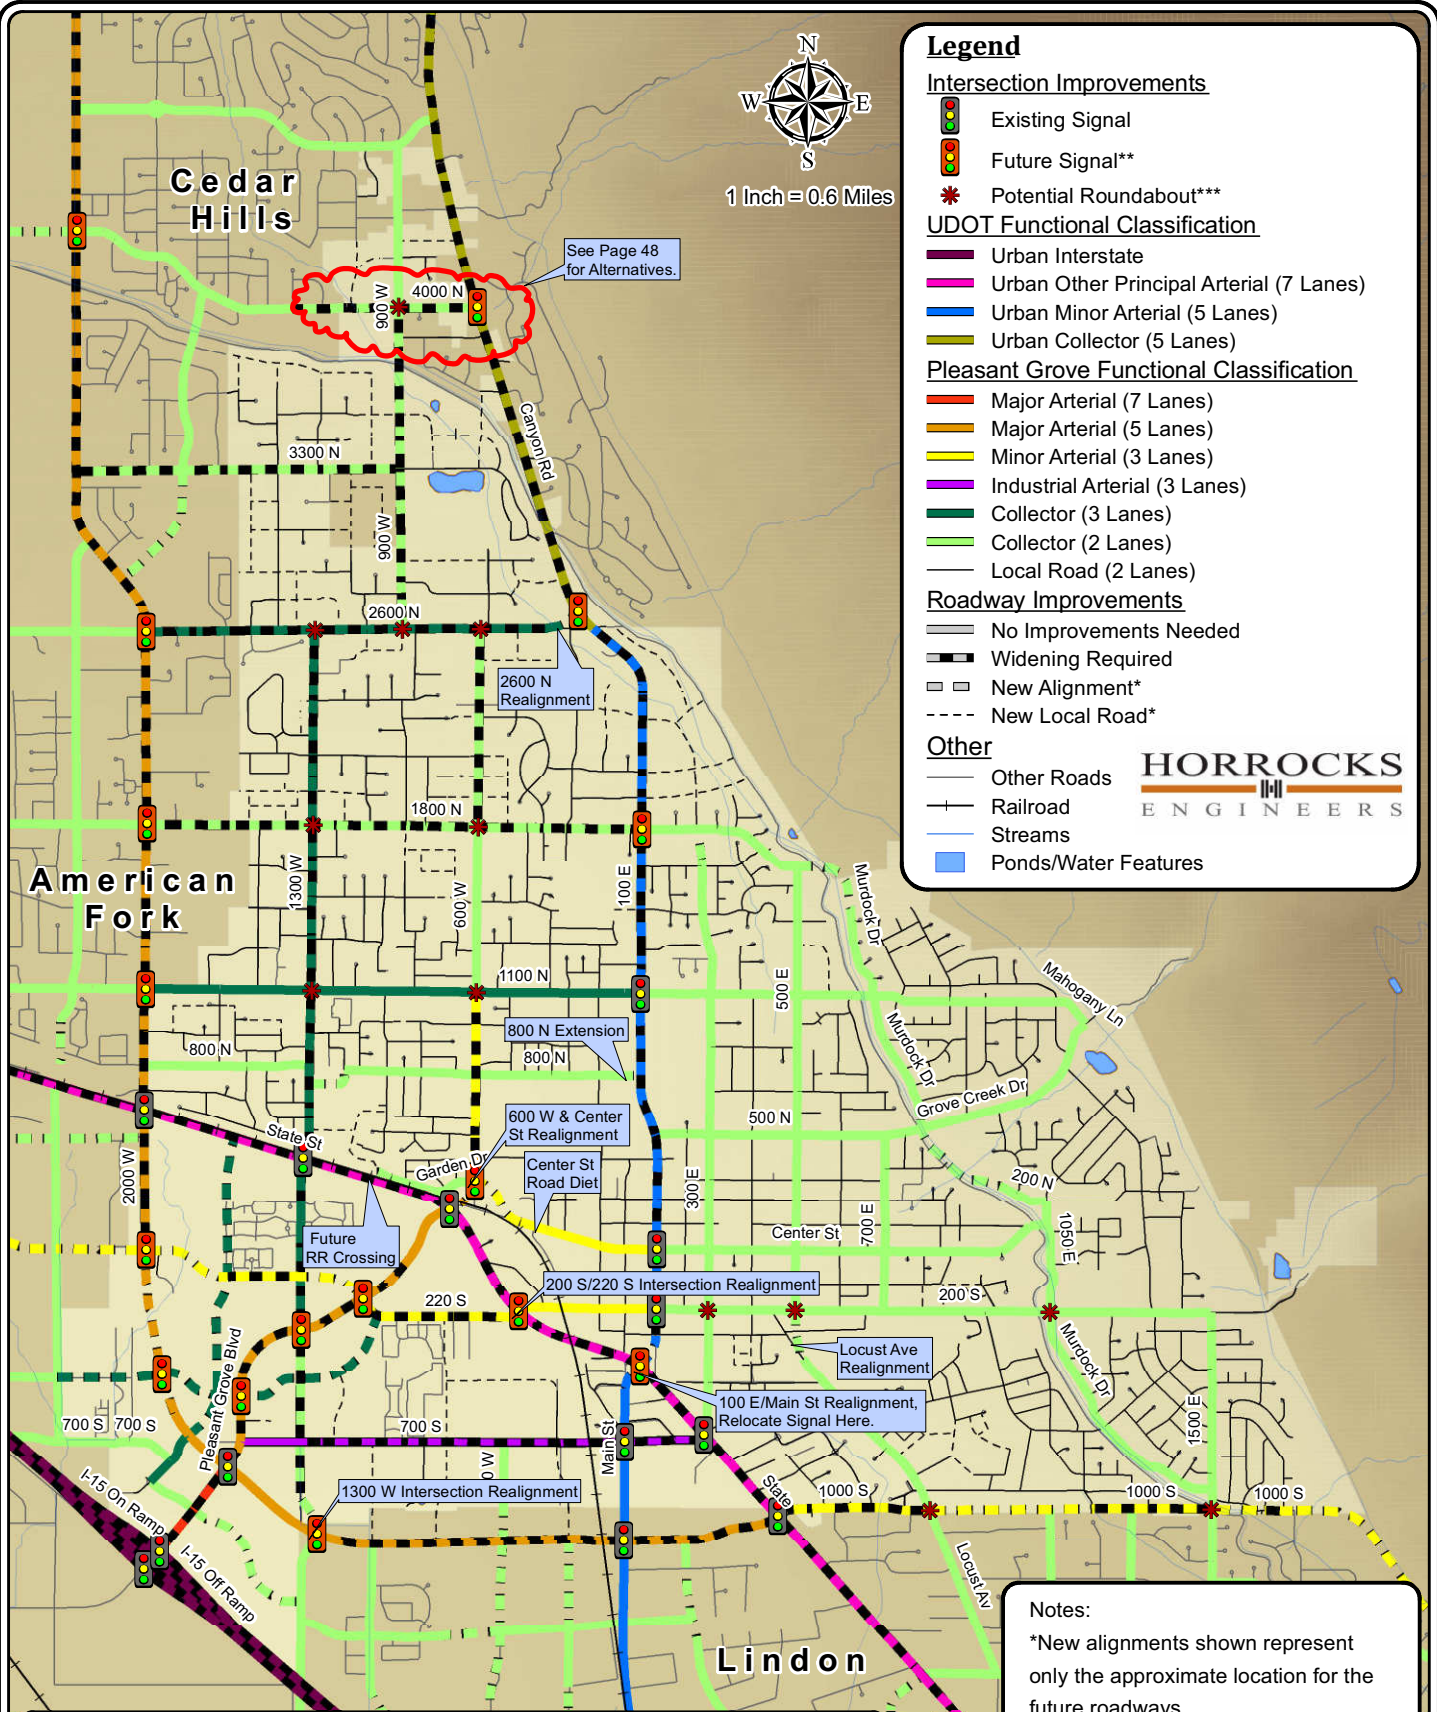 Legend
Intersection Improvements
Existing Signal
Future Signal**
Potential Roundabout***
UDOT Functional Classification
Urban Interstate
Urban Other Principal Arterial (7 Lanes)
Urban Minor Arterial (5 Lanes)
Urban Collector (5 Lanes)
Pleasant Grove Functional Classification
Major Arterial (7 Lanes)
Major Arterial (5 Lanes)
Minor Arterial (3 Lanes)
Industrial Arterial (3 Lanes)
Collector (3 Lanes)
Collector (2 Lanes)
Local Road (2 Lanes)
Roadway Improvements
No Improvements Needed
Widening Required
New Alignment*
New Local Road*
Other
Other Roads
Railroad
Streams
Ponds/Water Features
HORROCKS
ENGINEERS
N
W E
S
1 Inch = 0.6 Miles
Cedar
Hills
See Page 48
for Alternatives.
4000 N
900 W
Canyon Rd
3300 N
900 W
2600 N
2600 N
Realignment
1800 N
American
Fork
1300 W
600 W
100 E
Murdock Dr
500 E
1100 N
Mahogany Ln
Murdock Dr
800 N Extension
800 N
800 N
Grove Creek Dr
500 N
600 W & Center
St Realignment
State St
Garden Dr
Center St
Road Diet
2000 W
300 E
200 N
700 E
1050 E
Center St
Future
RR Crossing
200 S/220 S Intersection Realignment
220 S
200 S
Pleasant Grove Blvd
Locust Ave
Realignment
Murdock Dr
100 E/Main St Realignment,
Relocate Signal Here.
1500 E
700 S 700 S
700 S
Main St
0 W
I-15 On Ramp
1300 W Intersection Realignment
State
1000 S
1000 S
1000 S
I-15 Off Ramp
Locust Av
Lindon
Notes:
*New alignments shown represent
only the approximate location for the
future roadways